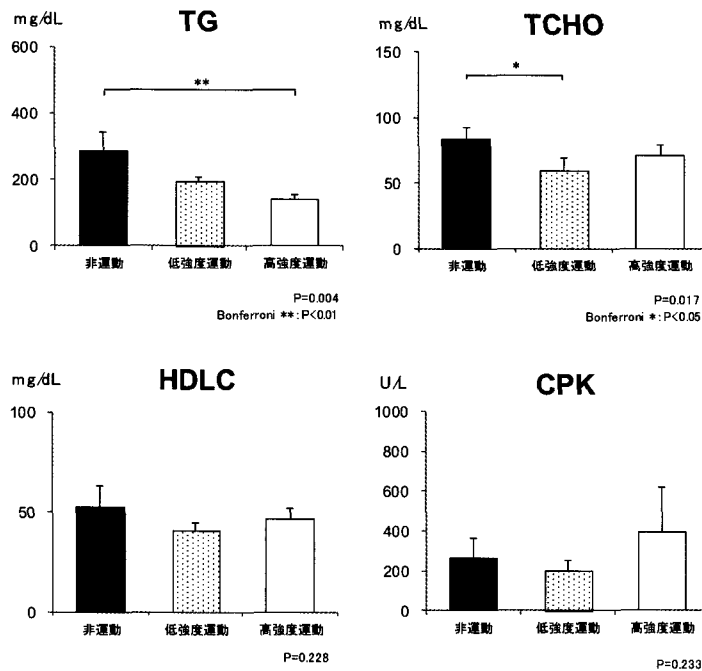 mg/dL TG
600
400
200
0
**
非運動 低強度運動 高強度運動
P=0.004
Bonferroni **: P<0.01
mg/dL TCHO
150
100
50
0
*
非運動 低強度運動 高強度運動
P=0.017
Bonferroni *: P<0.05
mg/dL HDLC
100
50
0
非運動 低強度運動 高強度運動
P=0.228
U/L CPK
1000
800
600
400
200
0
非運動 低強度運動 高強度運動
P=0.233